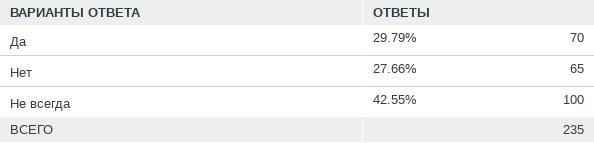 ВАРИАНТЫ ОТВЕТА ОТВЕТЫ
Да 29.79% 70
Нет 27.66% 65
Не всегда 42.55% 100
ВСЕГО 235